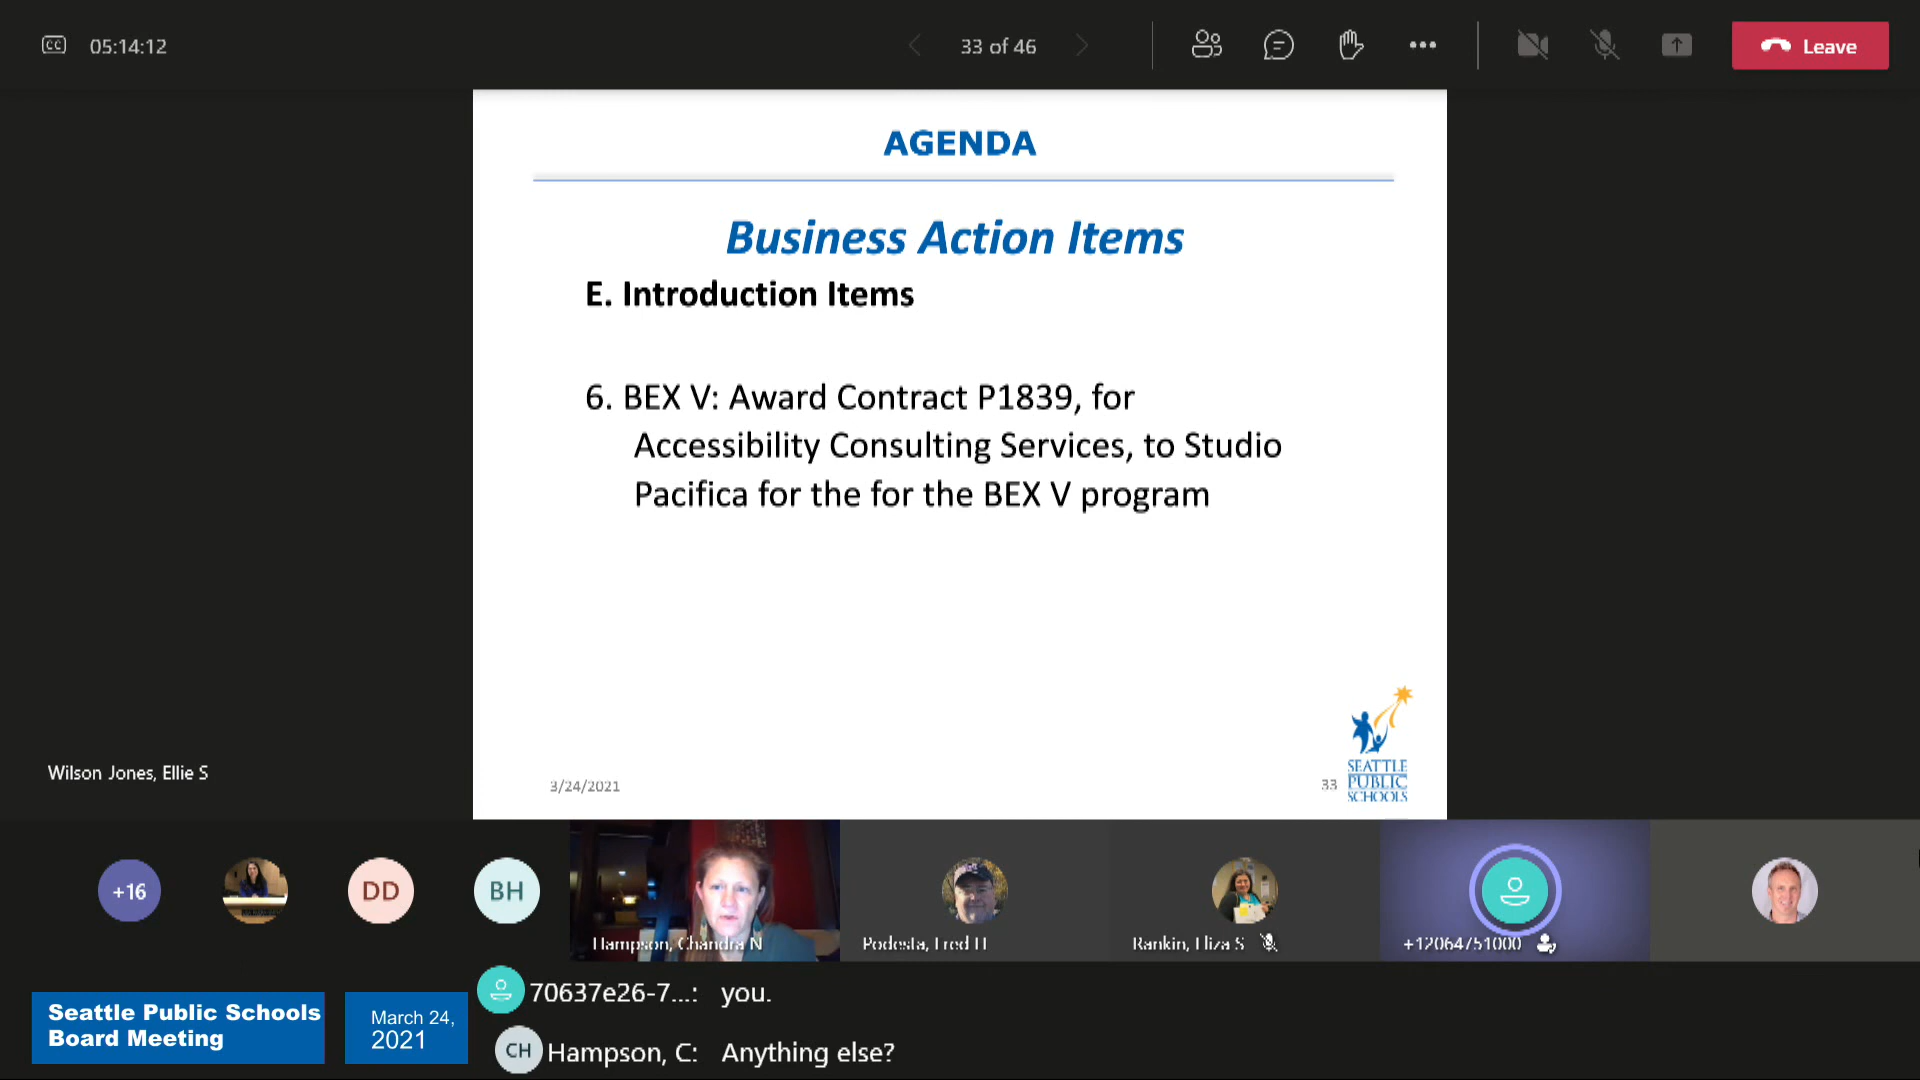 CC 05:14:12
33 of 46
Leave
AGENDA
Business Action Items
E. Introduction Items
6. BEX V: Award Contract P1839, for
Accessibility Consulting Services, to Studio
Pacifica for the for the BEX V program
3/24/2021
33
SEATTLE
PUBLIC
SCHOOLS
Wilson Jones, Ellie S
+16
DD
BH
Hampson, Chandra N
Podesta, Fred H
Rankin, Eliza S
+12064751000
70637e26-7...: you.
CH Hampson, C: Anything else?
Seattle Public Schools
Board Meeting
March 24,
2021